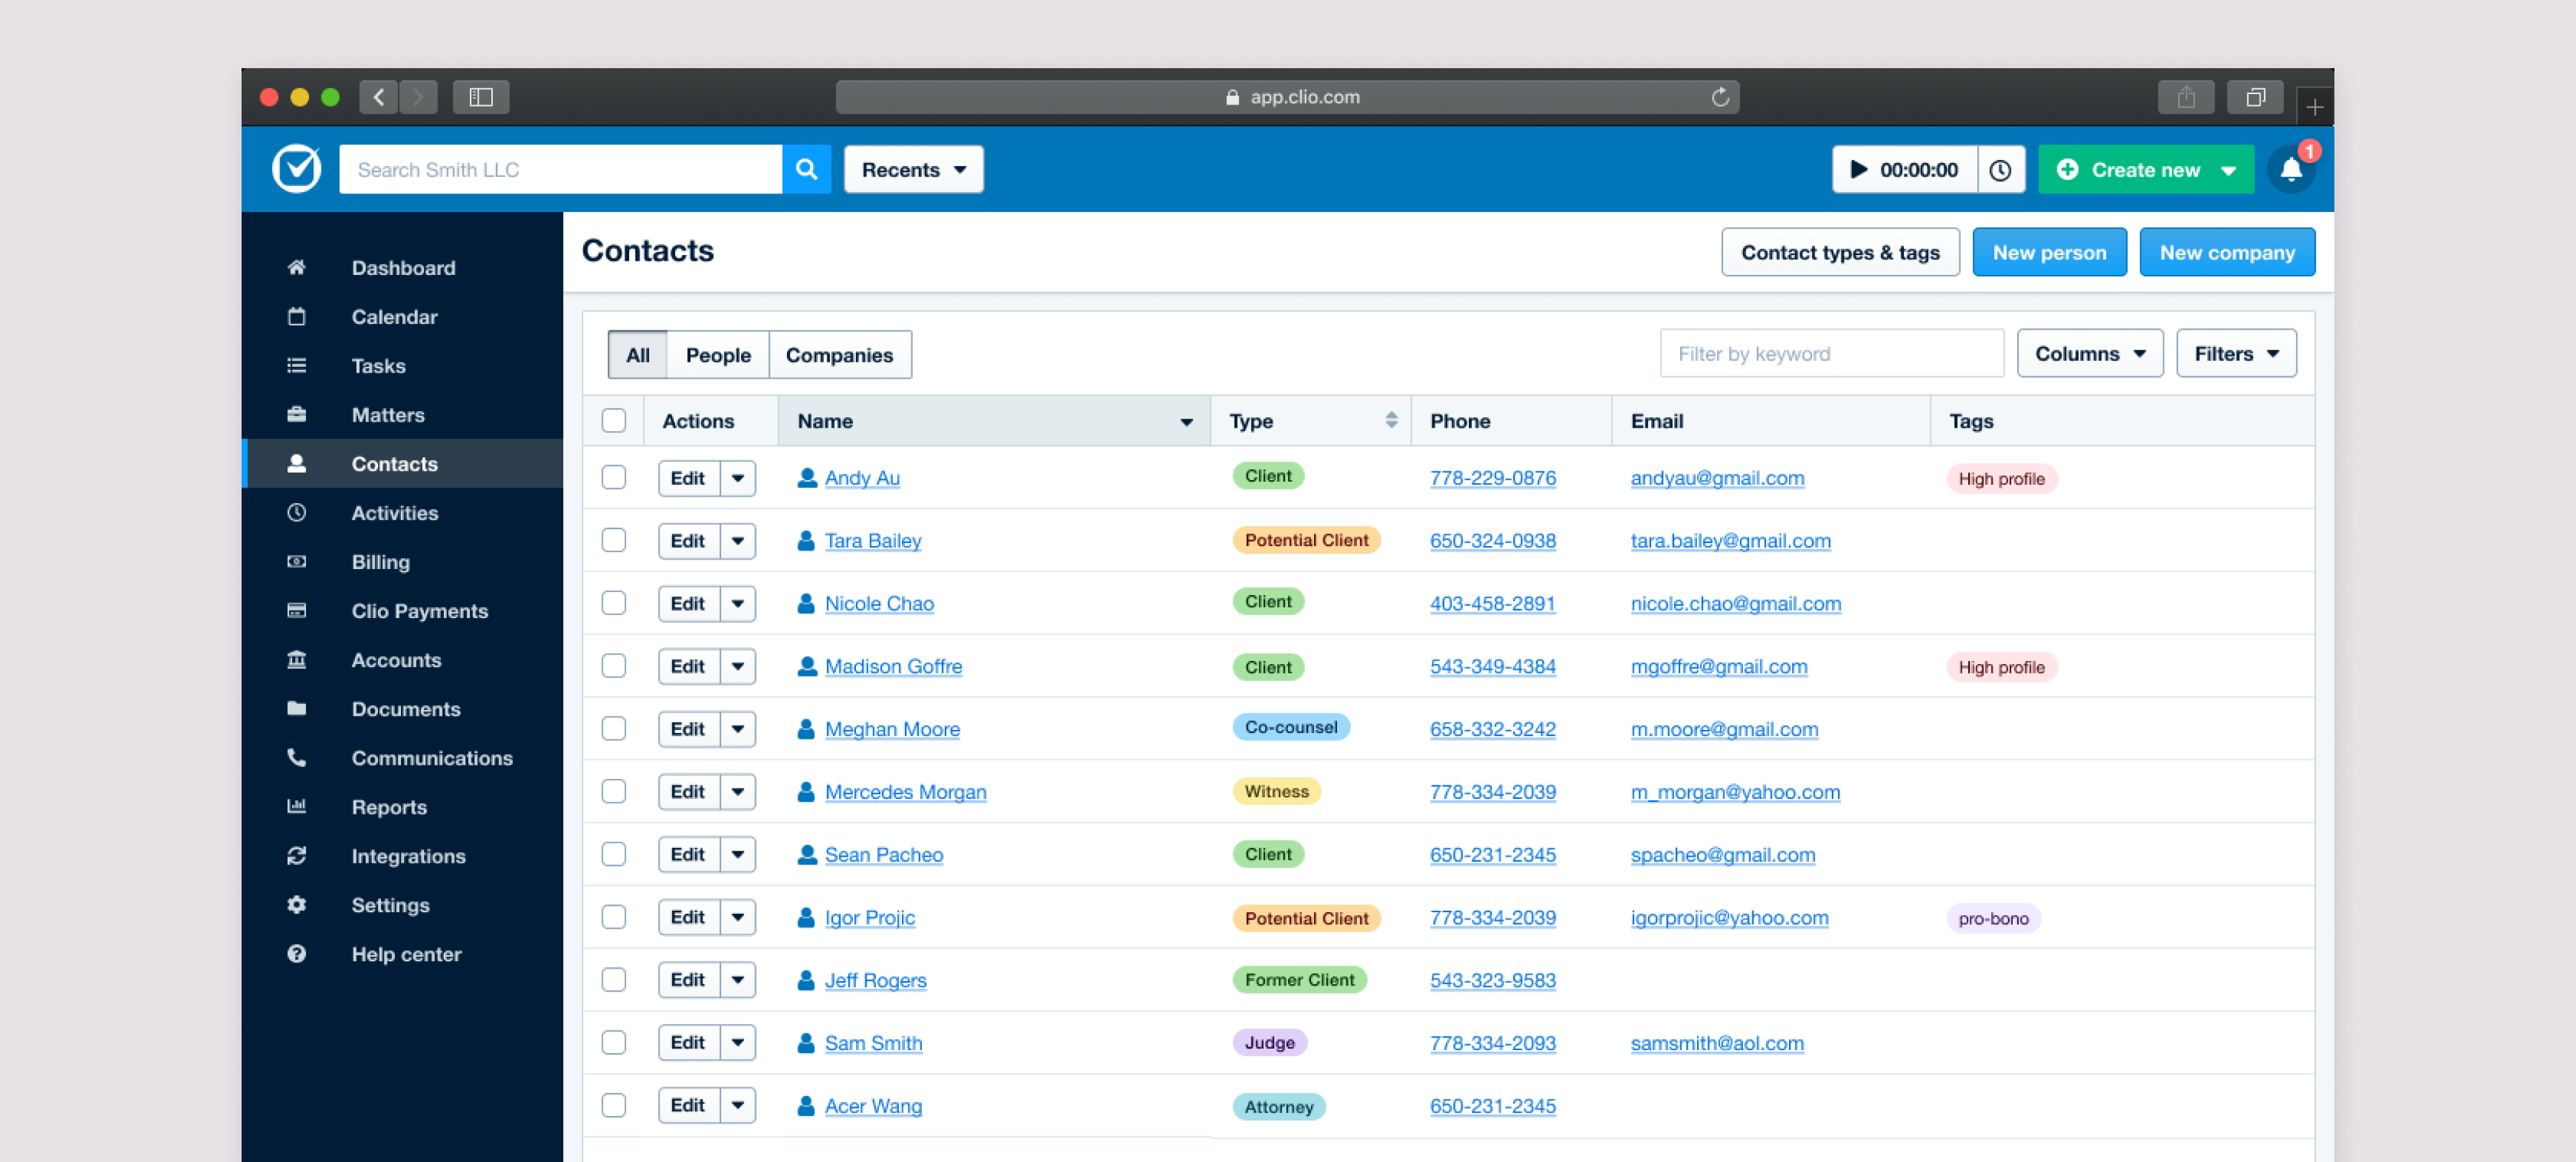 app.clio.com
Search Smith LLC Recents 00:00:00 Create new 1
Dashboard
Calendar
Tasks
Matters
Contacts
Activities
Billing
Clio Payments
Accounts
Documents
Communications
Reports
Integrations
Settings
Help center
Contacts Contact types & tags New person New company
All People Companies Filter by keyword Columns Filters
Actions Name Type Phone Email Tags
Edit Andy Au Client 778-229-0876 andyau@gmail.com High profile
Edit Tara Bailey Potential Client 650-324-0938 tara.bailey@gmail.com
Edit Nicole Chao Client 403-458-2891 nicole.chao@gmail.com
Edit Madison Goffre Client 543-349-4384 mgoffre@gmail.com High profile
Edit Meghan Moore Co-counsel 658-332-3242 m.moore@gmail.com
Edit Mercedes Morgan Witness 778-334-2039 m_morgan@yahoo.com
Edit Sean Pacheo Client 650-231-2345 spacheo@gmail.com
Edit Igor Projic Potential Client 778-334-2039 igorprojic@yahoo.com pro-bono
Edit Jeff Rogers Former Client 543-323-9583
Edit Sam Smith Judge 778-334-2093 samsmith@aol.com
Edit Acer Wang Attorney 650-231-2345